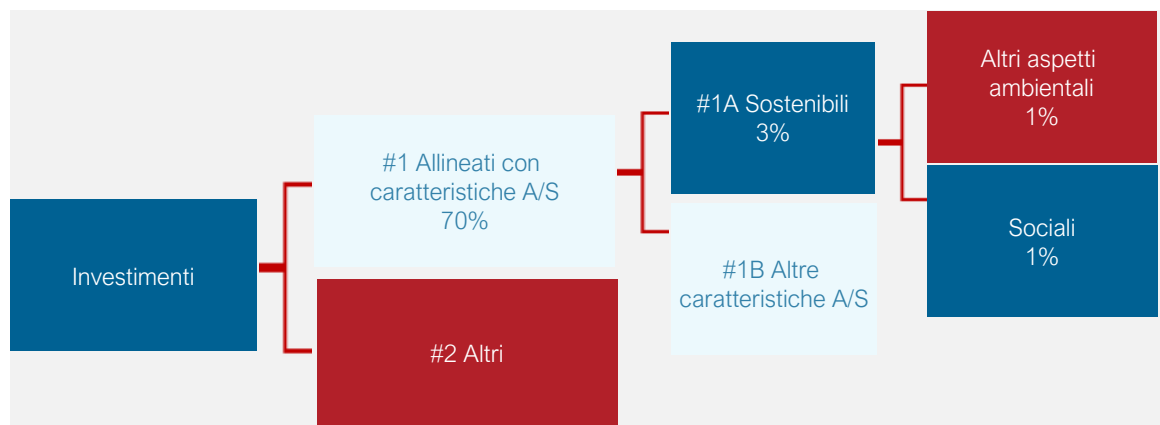 Investimenti
#1 Allineati con
caratteristiche A/S
70%
#2 Altri
#1A Sostenibili
3%
#1B Altre
caratteristiche A/S
Altri aspetti
ambientali
1%
Sociali
1%